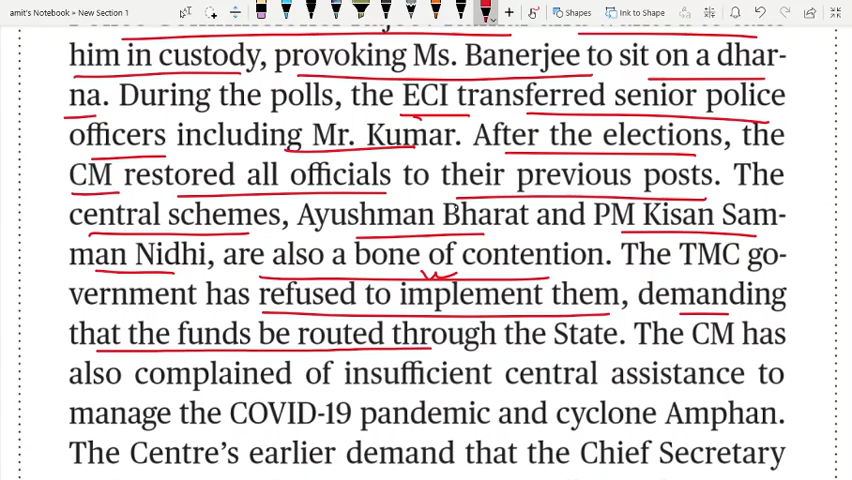 amit's Notebook » New Section 1
Shapes
Ink to Shape
him in custody, provoking Ms. Banerjee to sit on a dhar-
na. During the polls, the ECI transferred senior police
officers including Mr. Kumar. After the elections, the
CM restored all officials to their previous posts. The
central schemes, Ayushman Bharat and PM Kisan Sam-
man Nidhi, are also a bone of contention. The TMC go-
vernment has refused to implement them, demanding
that the funds be routed through the State. The CM has
also complained of insufficient central assistance to
manage the COVID-19 pandemic and cyclone Amphan.
The Centre's earlier demand that the Chief Secretary